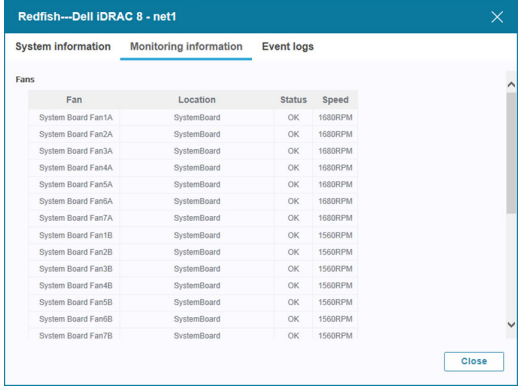 Redfish---Dell iDRAC 8 - net1
System information Monitoring information Event logs
Fans
Fan Location Status Speed
System Board Fan1A SystemBoard OK 1680RPM
System Board Fan2A SystemBoard OK 1680RPM
System Board Fan3A SystemBoard OK 1680RPM
System Board Fan4A SystemBoard OK 1680RPM
System Board Fan5A SystemBoard OK 1680RPM
System Board Fan6A SystemBoard OK 1680RPM
System Board Fan7A SystemBoard OK 1680RPM
System Board Fan1B SystemBoard OK 1560RPM
System Board Fan2B SystemBoard OK 1560RPM
System Board Fan3B SystemBoard OK 1560RPM
System Board Fan4B SystemBoard OK 1560RPM
System Board Fan5B SystemBoard OK 1560RPM
System Board Fan6B SystemBoard OK 1560RPM
System Board Fan7B SystemBoard OK 1560RPM
Close